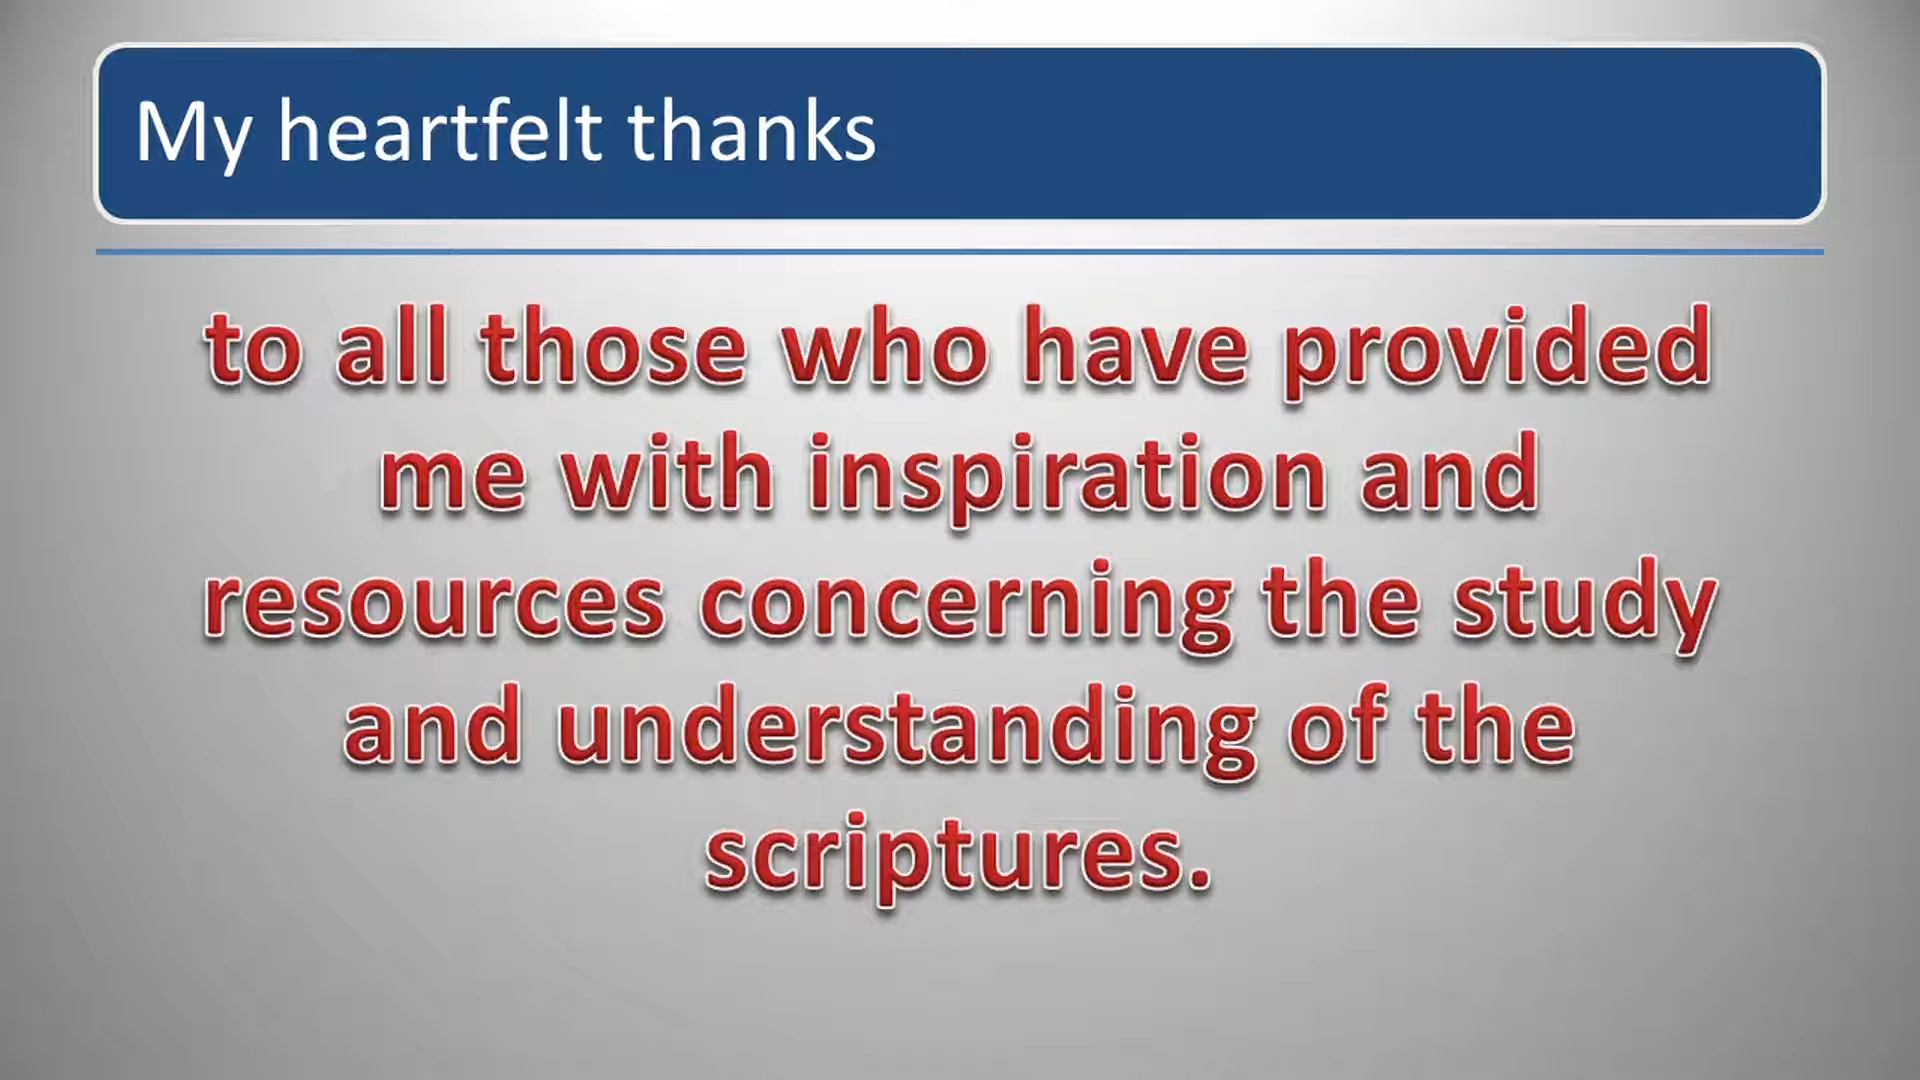 My heartfelt thanks
to all those who have provided
me with inspiration and
resources concerning the study
and understanding of the
scriptures.